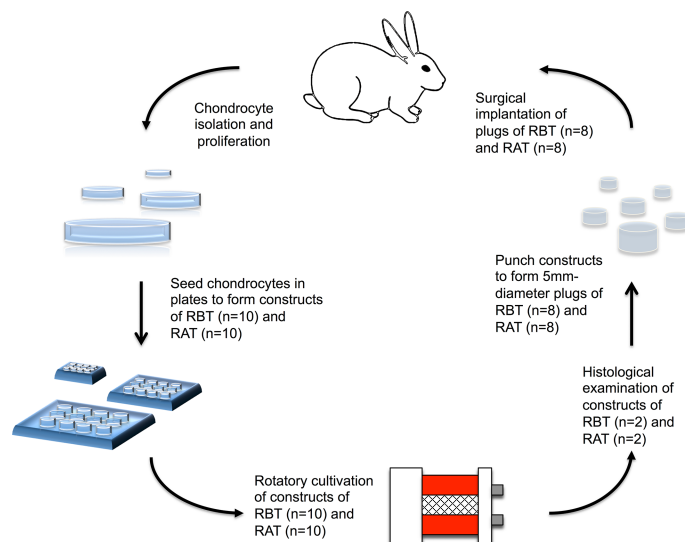 Chondrocyte
isolation and
proliferation
Seed chondrocytes in
plates to form constructs
of RBT (n=10) and
RAT (n=10)
Rotatory cultivation
of constructs of
RBT (n=10) and
RAT (n=10)
Histological
examination of
constructs of
RBT (n=2) and
RAT (n=2)
Punch constructs
to form 5mm-
diameter plugs of
RBT (n=8) and
RAT (n=8)
Surgical
implantation of
plugs of RBT (n=8)
and RAT (n=8)